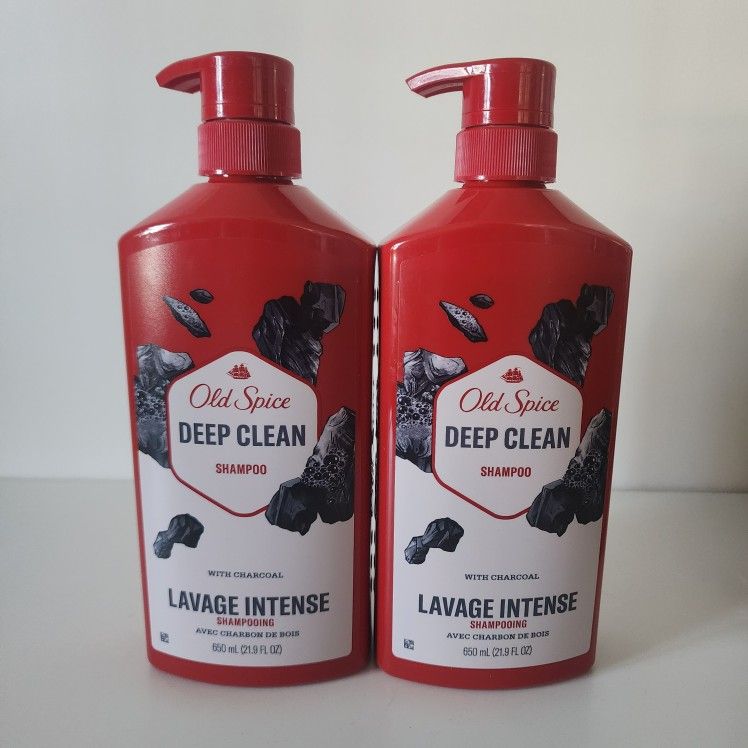 Old Spice
DEEP CLEAN
SHAMPOO
WITH CHARCOAL
LAVAGE INTENSE
SHAMPOOING
AVEC CHARBON DE BOIS
650 mL (21.9 FL OZ)
Old Spice
DEEP CLEAN
SHAMPOO
WITH CHARCOAL
LAVAGE INTENSE
SHAMPOOING
AVEC CHARBON DE BOIS
650 mL (21.9 FL OZ)